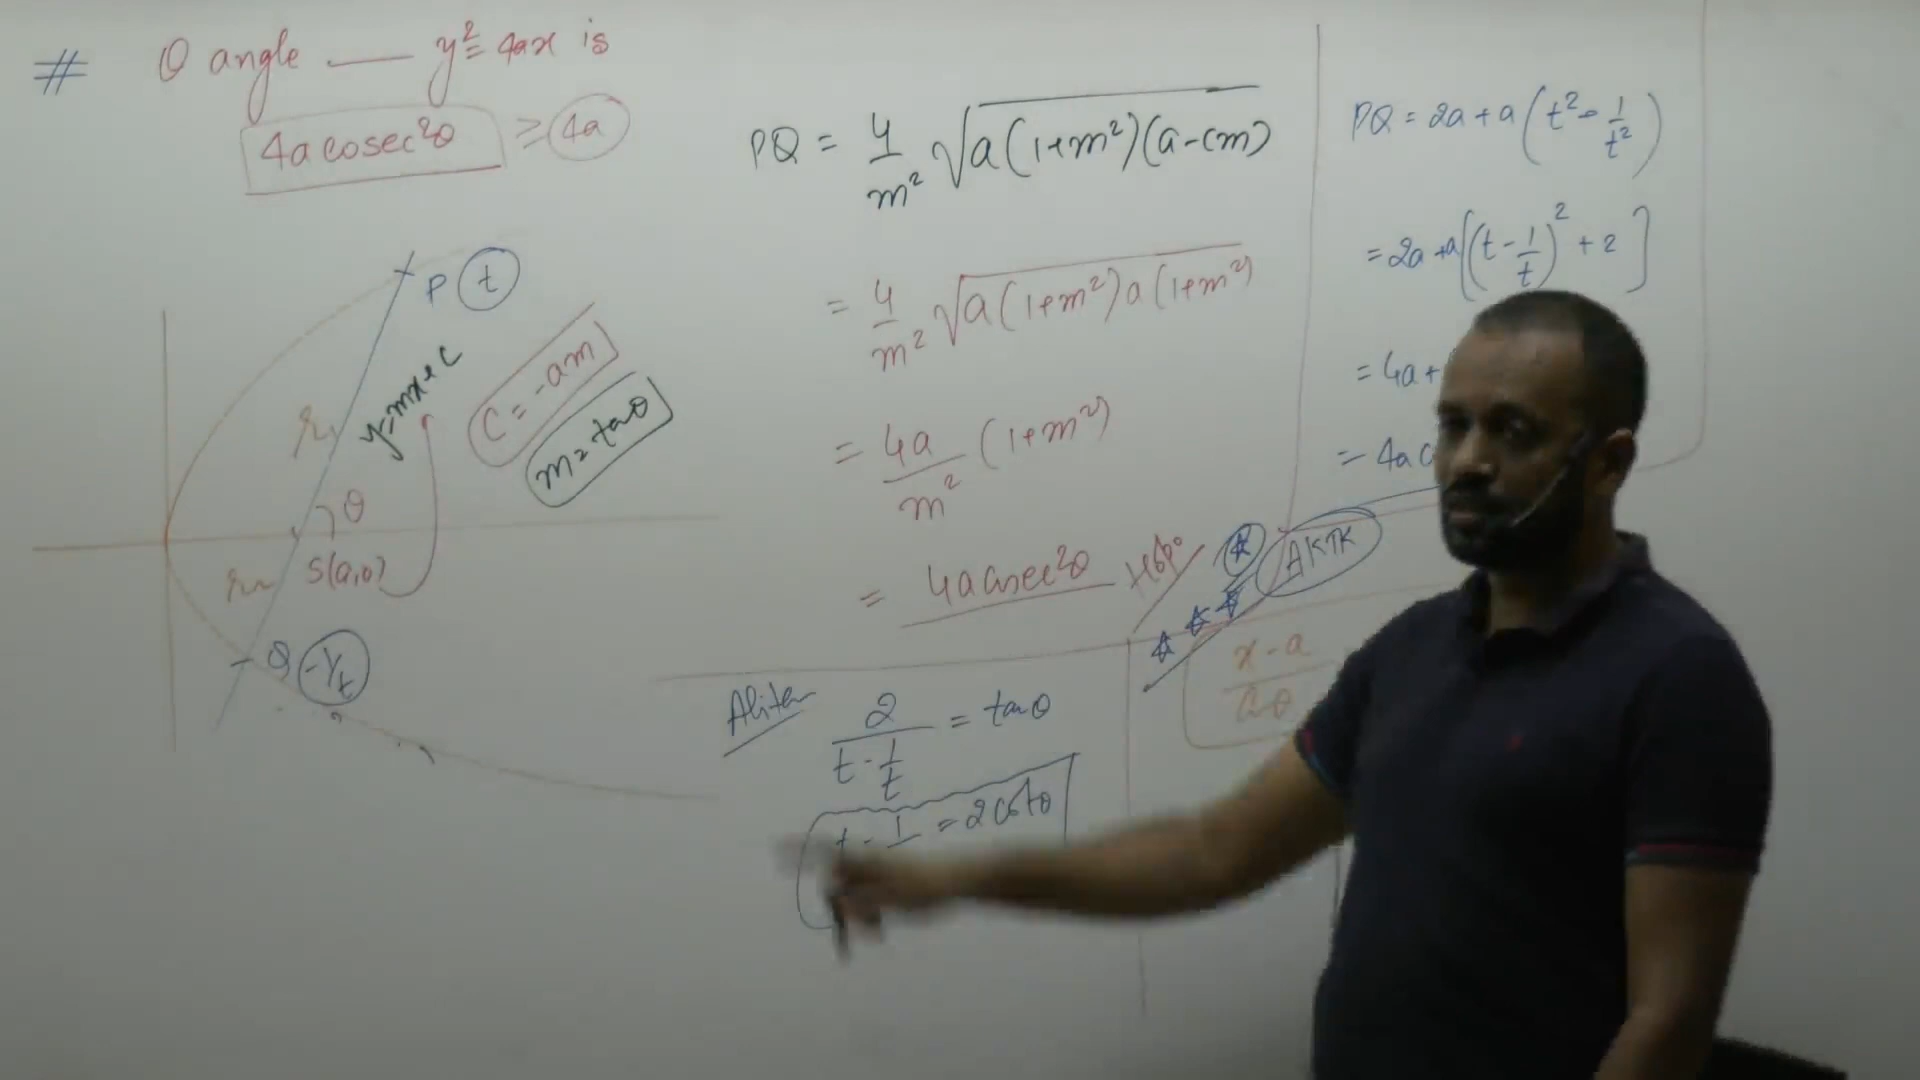 # θ angle — y² = 4ax is
4a cosec²θ ≥ 4a
P (t)
y=mx+c
C = -am
m = tanθ
θ
S(a,0)
Q (-1/t)
PQ = 4/m² √a(1+m²)(a-cm)
= 4/m² √a(1+m²)a(1+m²)
= 4a/m² (1+m²)
= 4a cosec²θ
AKTK
Aliter
2/(t - 1/t) = tanθ
t - 1 = 2cotθ
PQ = 2a + a(t² - 1/t²)
= 2a + a[(t - 1/t)² + 2]
= 4a +
= 4a c
x-a